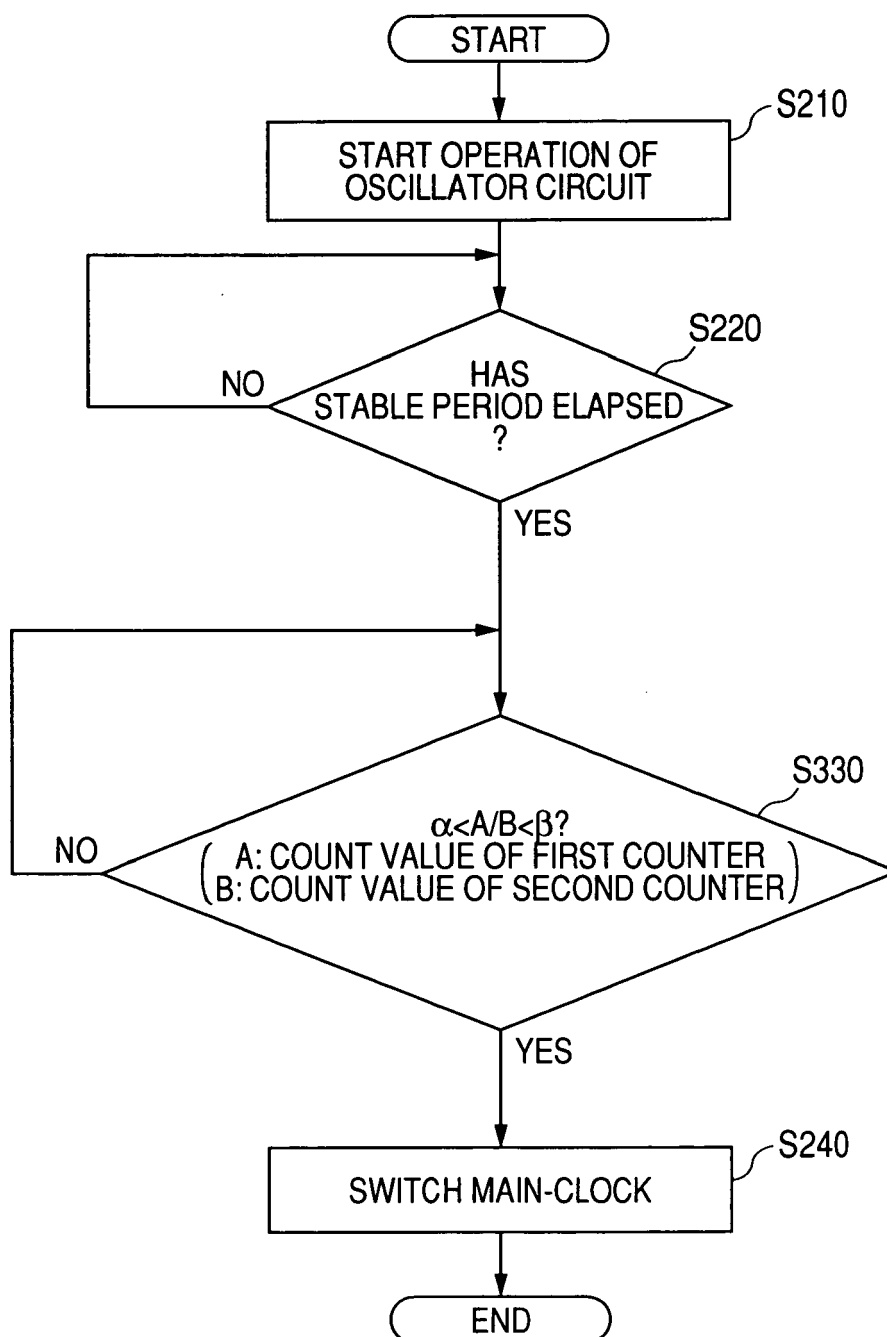 START
S210
START OPERATION OF
OSCILLATOR CIRCUIT
S220
HAS
STABLE PERIOD ELAPSED
?
NO
YES
S330
α<A/B<β?
( A: COUNT VALUE OF FIRST COUNTER
B: COUNT VALUE OF SECOND COUNTER )
NO
YES
S240
SWITCH MAIN-CLOCK
END